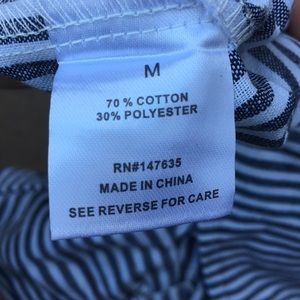 M
70 % COTTON
30% POLYESTER
RN#147635
MADE IN CHINA
SEE REVERSE FOR CARE